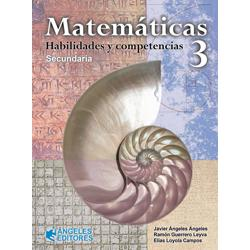 Matemáticas
Habilidades y competencias 3
Secundaria
Javier Ángeles Ángeles
Ramón Guerrero Leyva
Elías Loyola Campos
ÁNGELES
EDITORES